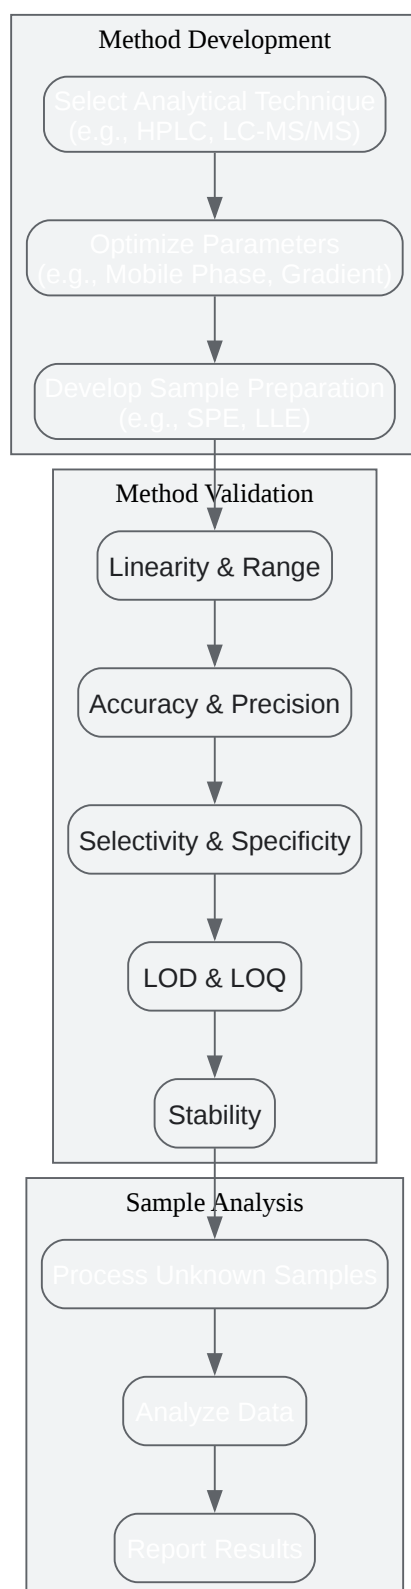 Method Development
Select Analytical Technique
(e.g., HPLC, LC-MS/MS)
Optimize Parameters
(e.g., Mobile Phase, Gradient)
Develop Sample Preparation
(e.g., SPE, LLE)
Method Validation
Linearity & Range
Accuracy & Precision
Selectivity & Specificity
LOD & LOQ
Stability
Sample Analysis
Process Unknown Samples
Analyze Data
Report Results